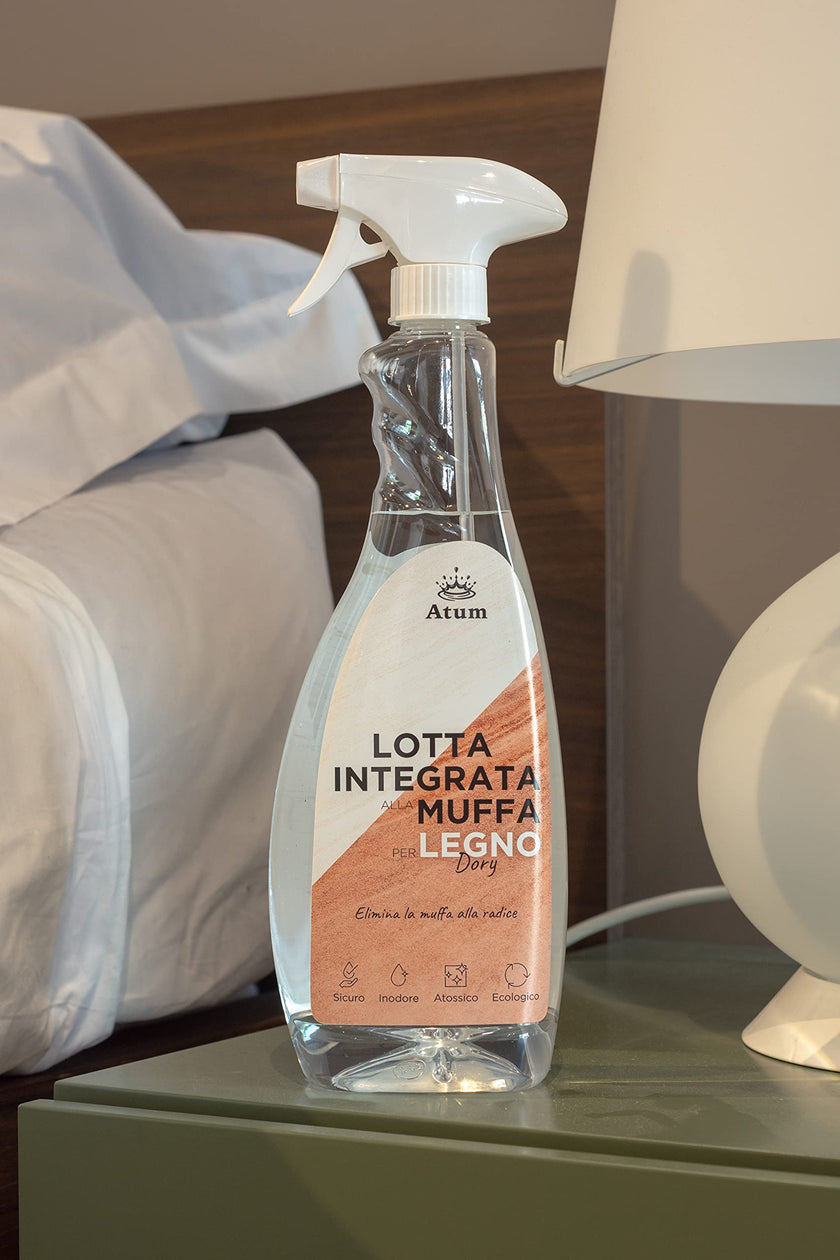 Atum
LOTTA
INTEGRATA
ALLA MUFFA
PER LEGNO
Dory
Elimina la muffa alla radice
Sicuro Inodore Atossico Ecologico